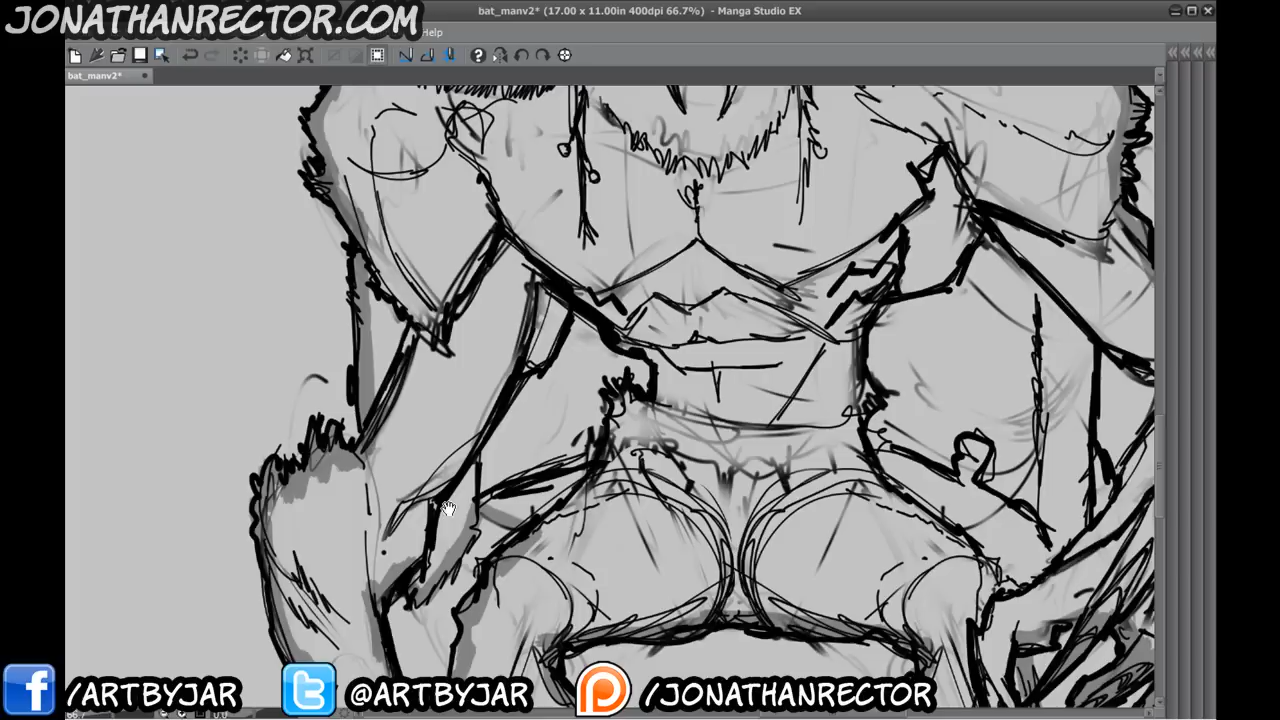 JONATHANRECTOR.COM
bat_manv2* (17.00 x 11.00in 400dpi 66.7%) - Manga Studio EX
Help
bat_manv2*
/ARTBYJAR
@ARTBYJAR
/JONATHANRECTOR